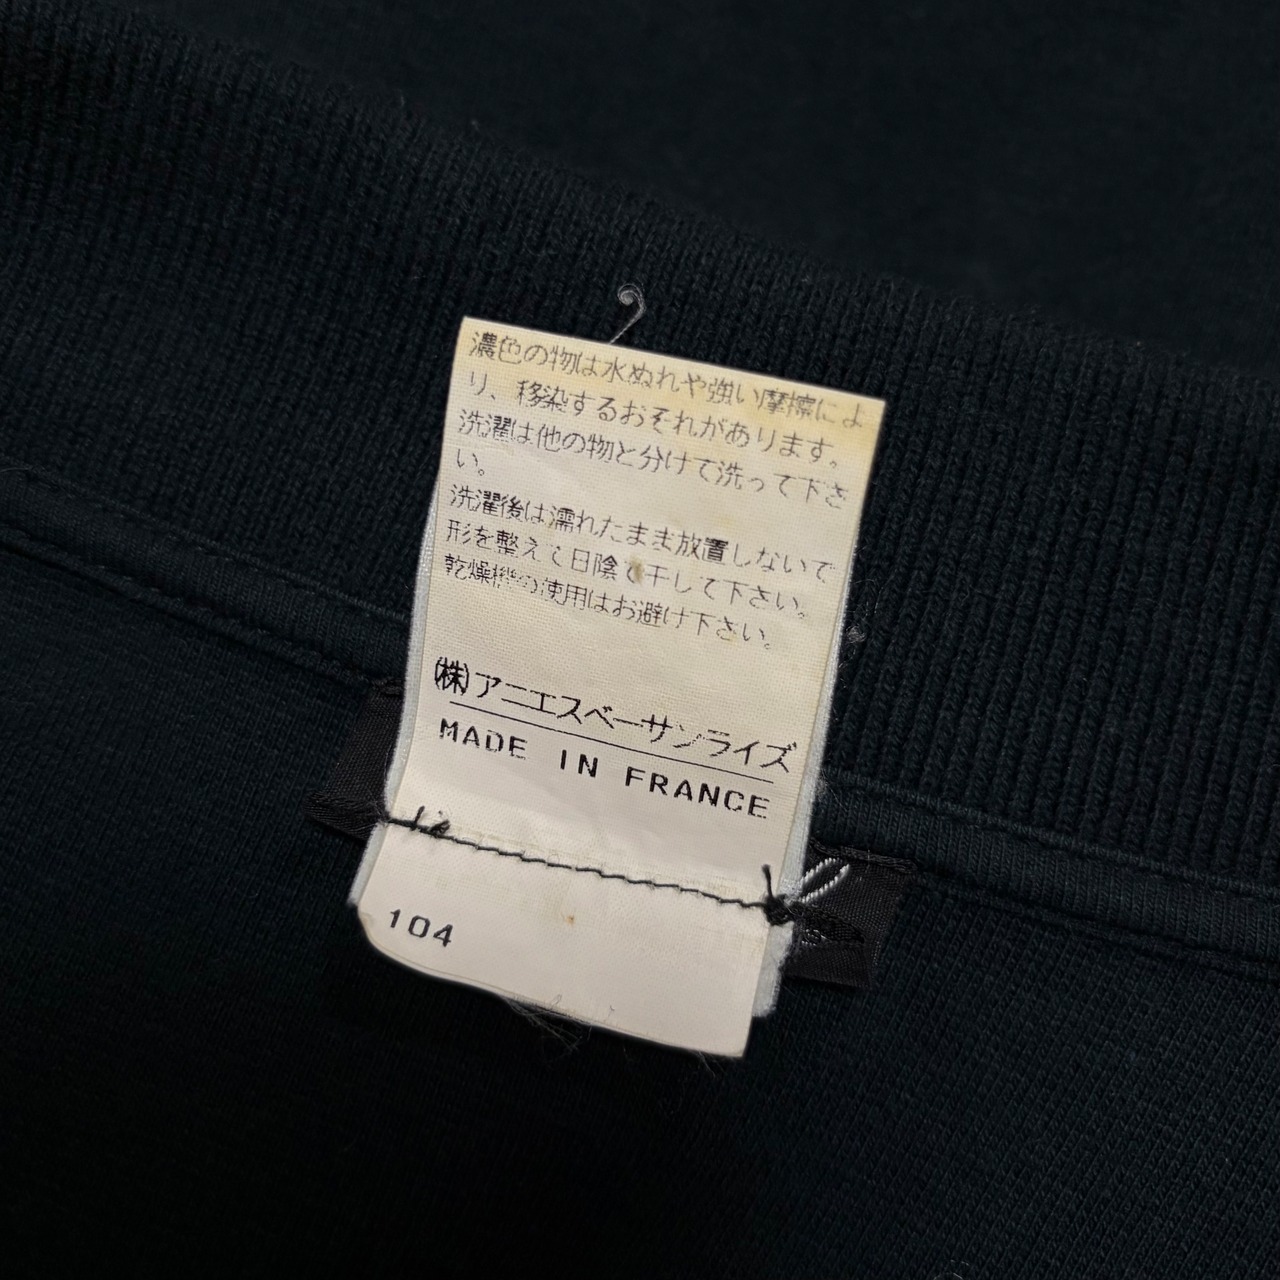 濃色の物は水ぬれや強い摩擦によ
り、移染するおそれがあります。
洗濯は他の物と分けて洗って下さ
い。
洗濯後は濡れたまま放置しないで
形を整えて日陰で干して下さい。
乾燥機の使用はお避け下さい。
(株)アニエスベーサンライズ
MADE IN FRANCE
104